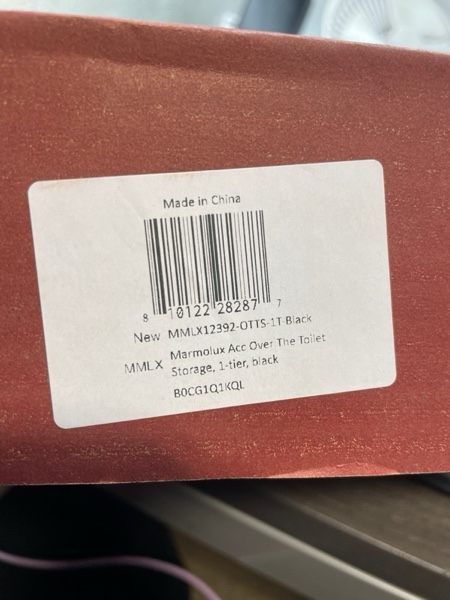 Made in China
8 10122 28287 7
New MMLX12392-OTTS-1T-Black
MMLX Marmolux Acc Over The Toilet
Storage, 1-tier, black
B0CG1Q1KQL